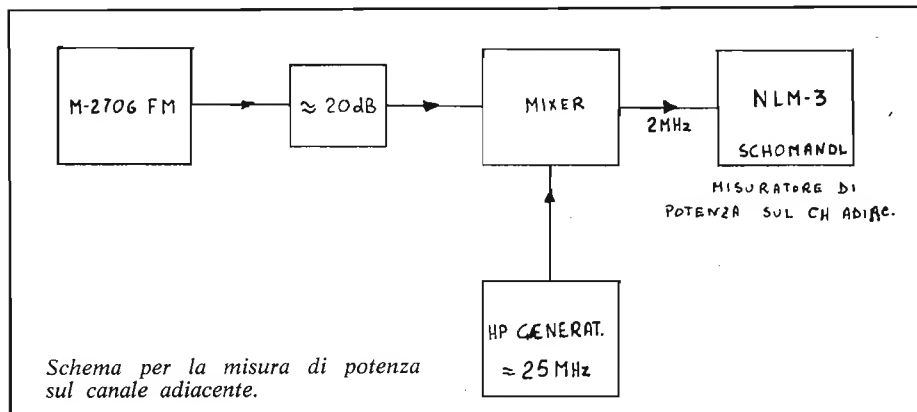 M-2706 FM
≈ 20dB
MIXER
2MHz
NLM-3
SCHOMANDL
MISURATORE DI
POTENZA SUL CH ADIAC.
HP GENERAT.
≈ 25 MHz
Schema per la misura di potenza
sul canale adiacente.